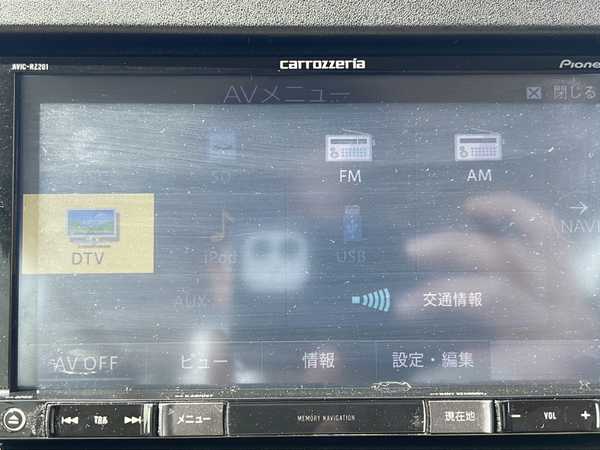 AVIC-RZ201
carrozzeria
Pione
AVメニュー
閉じる
SD
FM
AM
DTV
iPod
USB
NAVI
AUX
交通情報
AV OFF
ビュー
情報
設定・編集
TRK
メニュー
MEMORY NAVIGATION
現在地
− VOL +